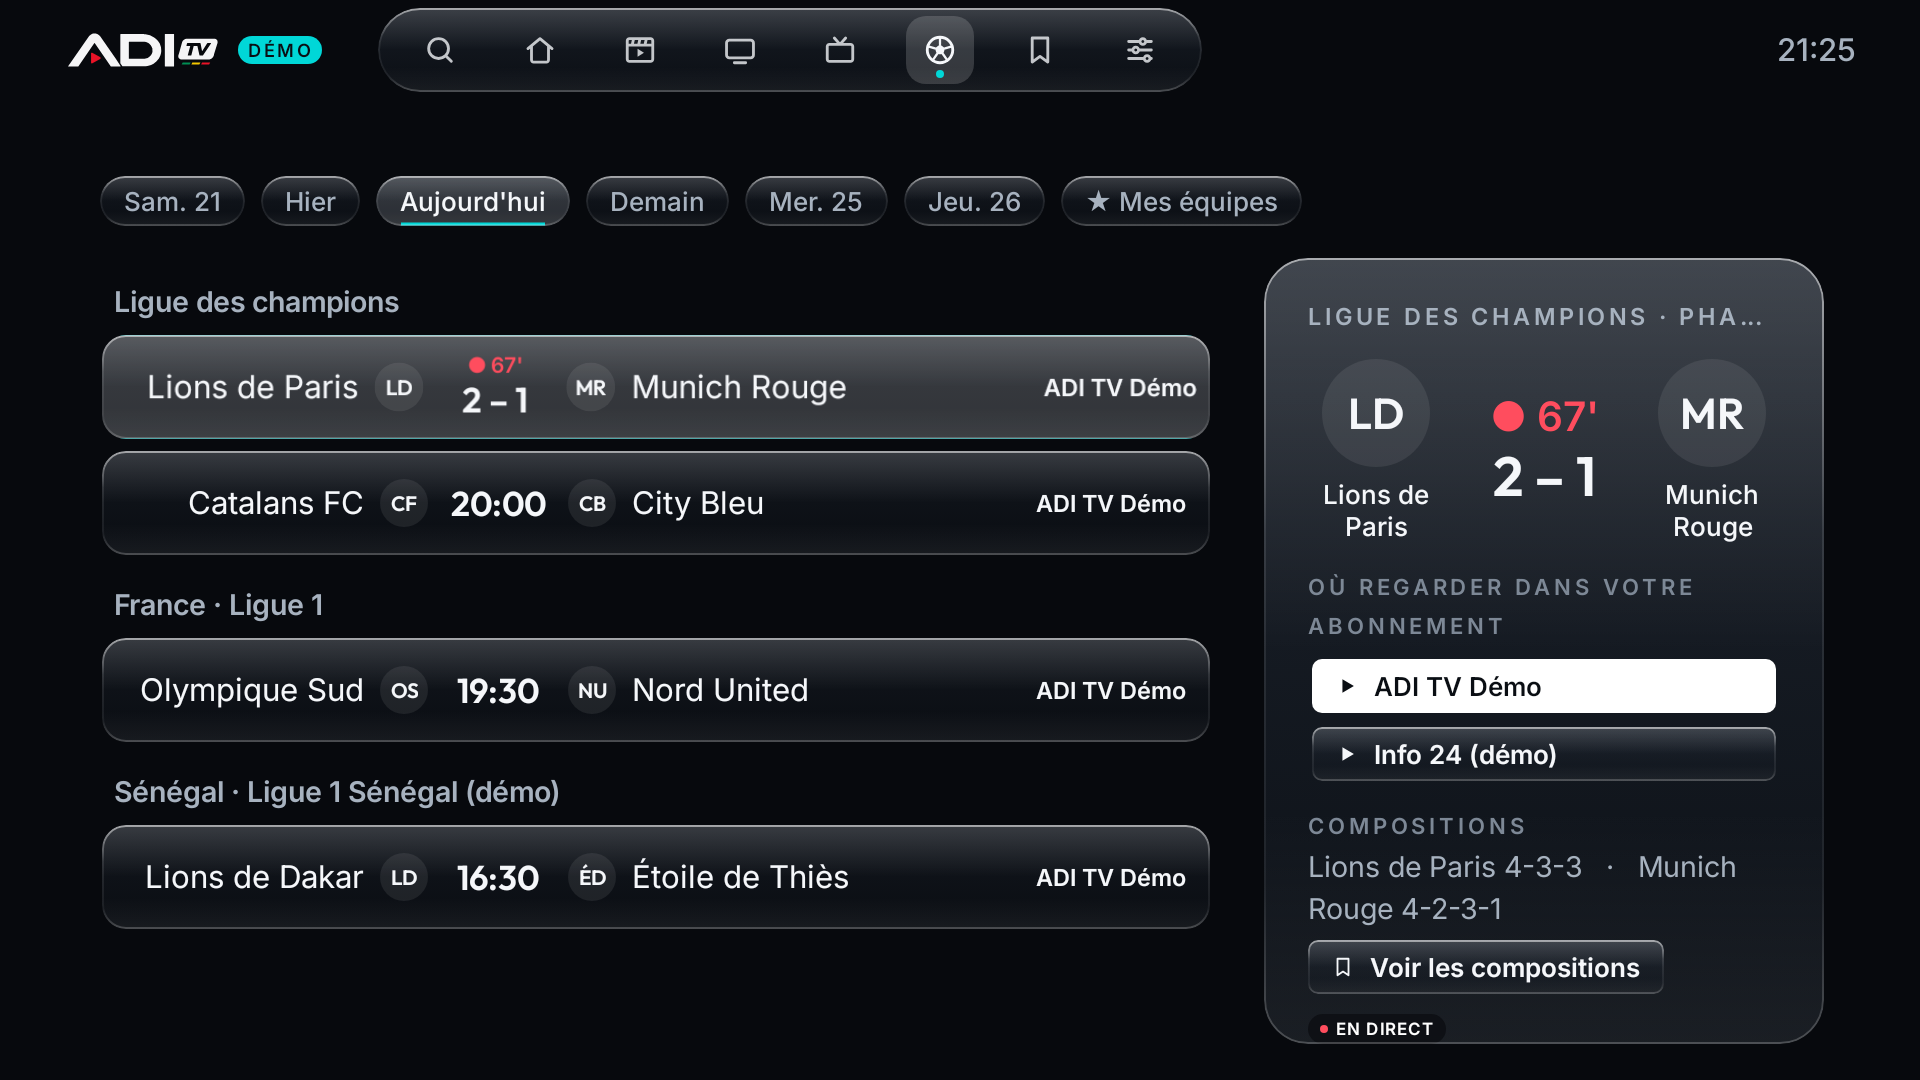 ADI TV DÉMO
21:25
Sam. 21
Hier
Aujourd'hui
Demain
Mer. 25
Jeu. 26
★ Mes équipes
Ligue des champions
Lions de Paris LD 67' 2 – 1 MR Munich Rouge ADI TV Démo
Catalans FC CF 20:00 CB City Bleu ADI TV Démo
France · Ligue 1
Olympique Sud OS 19:30 NU Nord United ADI TV Démo
Sénégal · Ligue 1 Sénégal (démo)
Lions de Dakar LD 16:30 ÉD Étoile de Thiès ADI TV Démo
LIGUE DES CHAMPIONS · PHA…
LD 67' MR
2 – 1
Lions de Paris
Munich Rouge
OÙ REGARDER DANS VOTRE
ABONNEMENT
ADI TV Démo
Info 24 (démo)
COMPOSITIONS
Lions de Paris 4-3-3 · Munich
Rouge 4-2-3-1
Voir les compositions
EN DIRECT